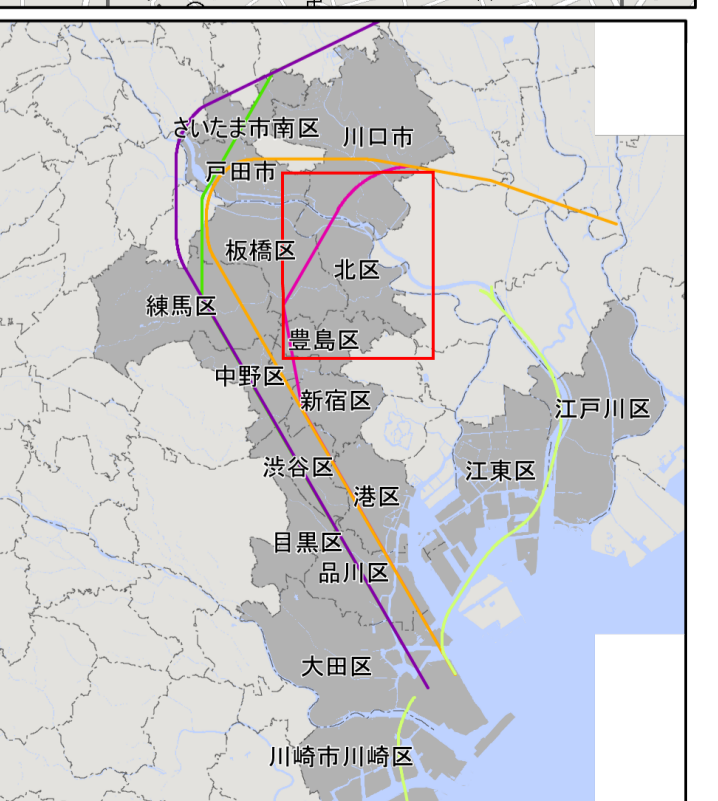 さいたま市南区
川口市
戸田市
板橋区
北区
練馬区
豊島区
中野区
新宿区
江戸川区
渋谷区
江東区
港区
目黒区
品川区
大田区
川崎市川崎区